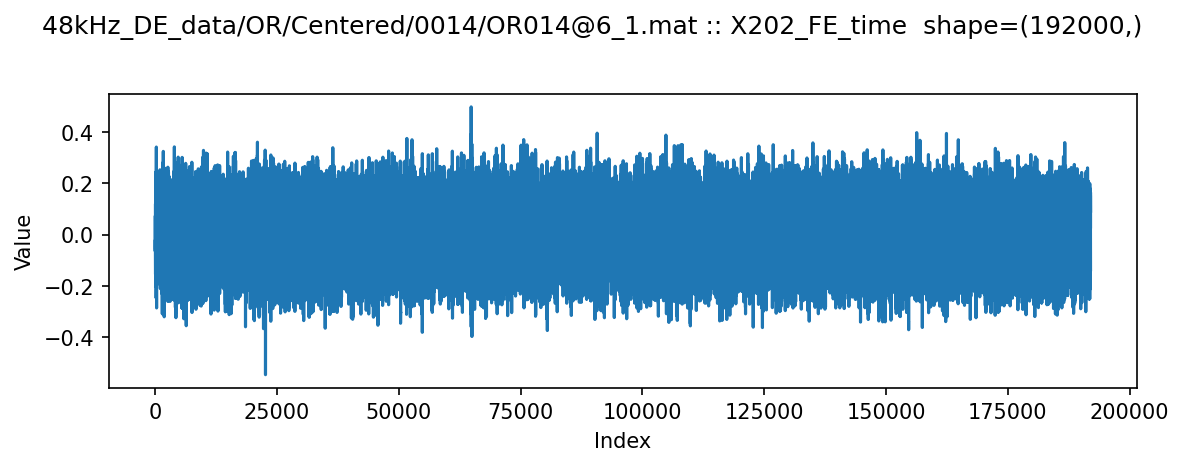 48kHz_DE_data/OR/Centered/0014/OR014@6_1.mat :: X202_FE_time  shape=(192000,)
0.4
0.2
0.0
−0.2
−0.4
Value
0 25000 50000 75000 100000 125000 150000 175000 200000
Index